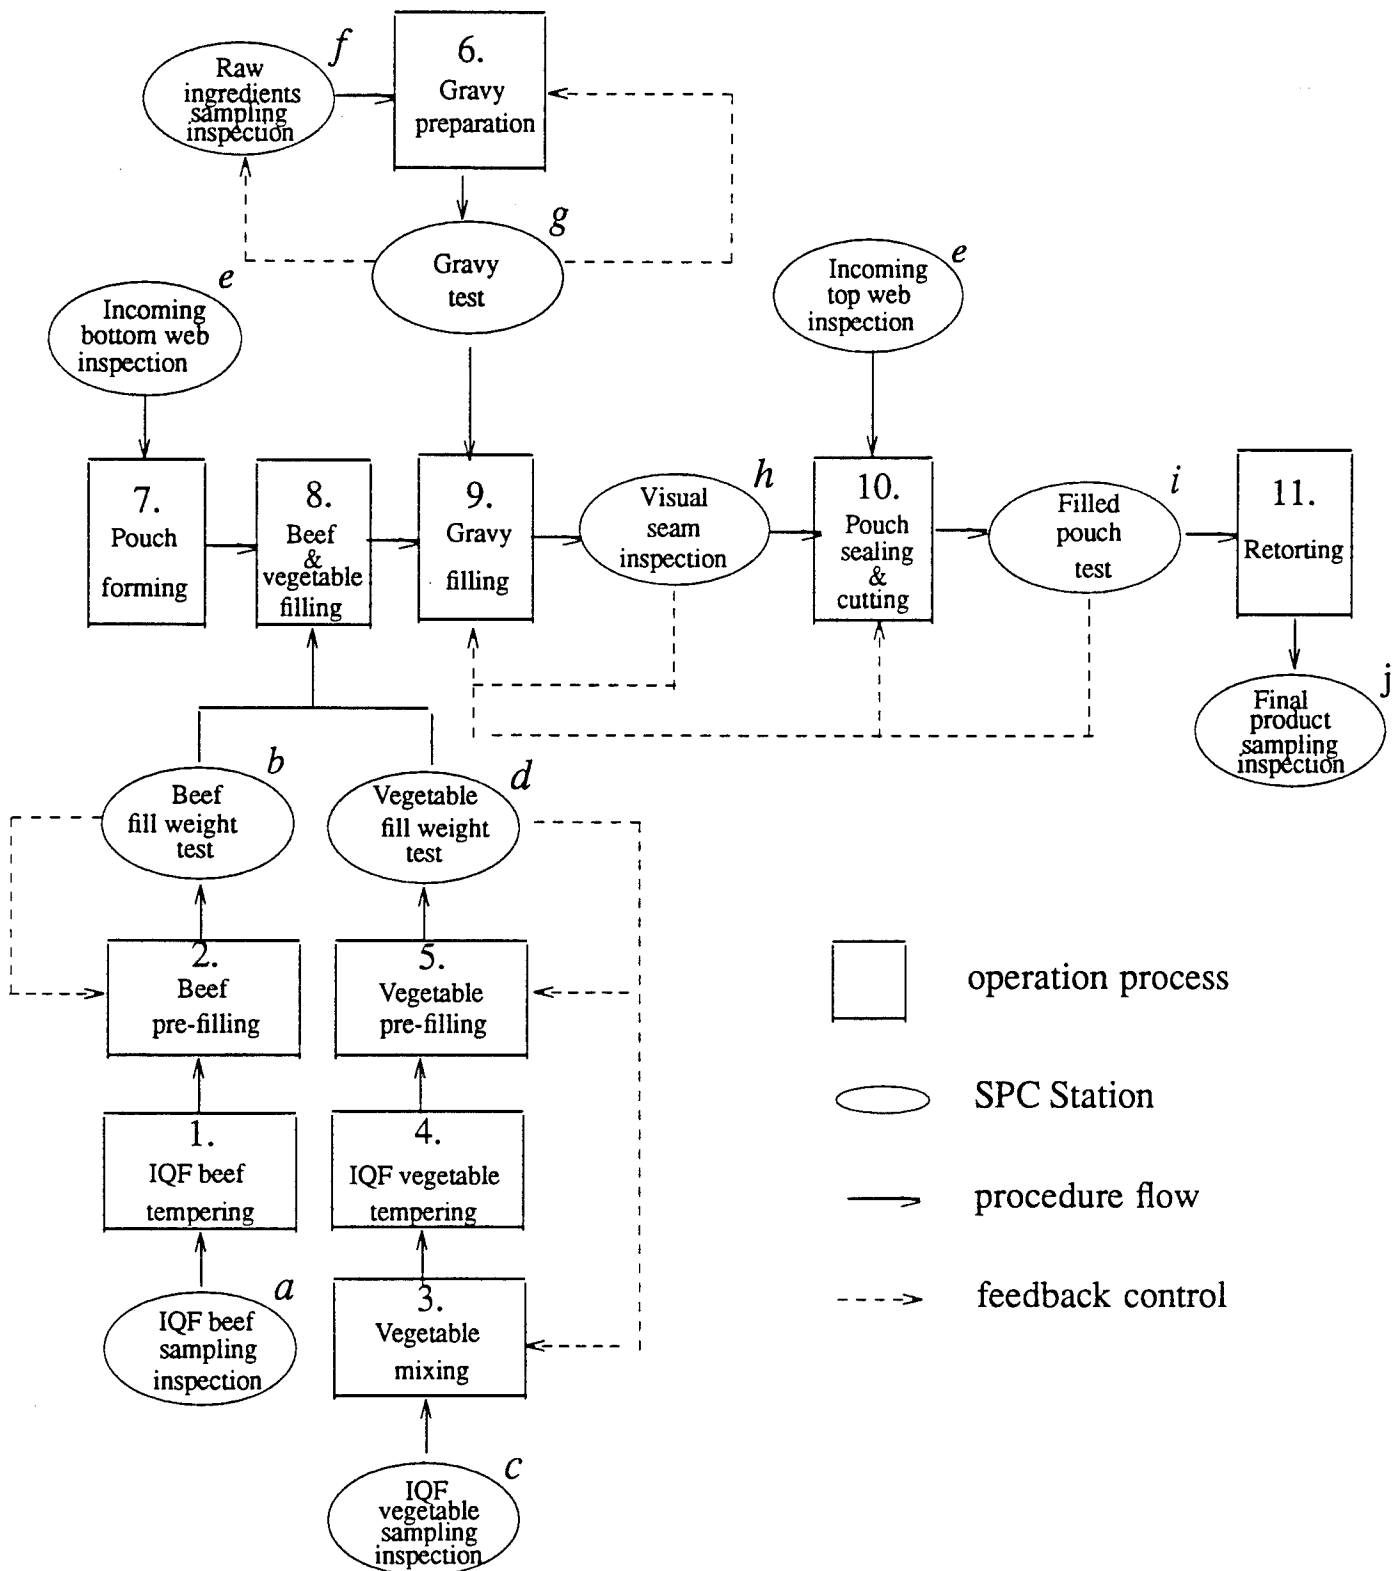 f
Raw
ingredients
sampling
inspection
6.
Gravy
preparation
g
Gravy
test
e
Incoming
bottom web
inspection
e
Incoming
top web
inspection
7.
Pouch
forming
8.
Beef
&
vegetable
filling
9.
Gravy
filling
h
Visual
seam
inspection
10.
Pouch
sealing
&
cutting
i
Filled
pouch
test
11.
Retorting
j
Final
product
sampling
inspection
b
Beef
fill weight
test
d
Vegetable
fill weight
test
2.
Beef
pre-filling
5.
Vegetable
pre-filling
1.
IQF beef
tempering
4.
IQF vegetable
tempering
a
IQF beef
sampling
inspection
3.
Vegetable
mixing
c
IQF
vegetable
sampling
inspection
operation process
SPC Station
procedure flow
feedback control